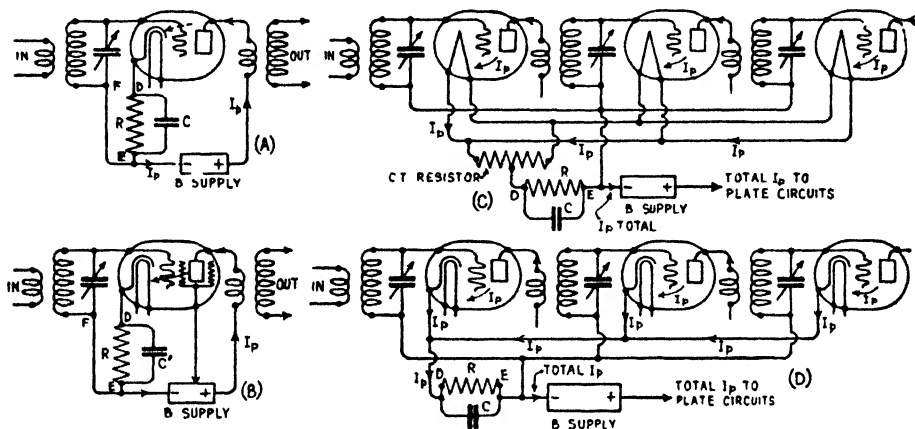 IN
OUT
F
D
R
C
E
Ip
Ip
B SUPPLY
(A)
IN
Ip
Ip
Ip
Ip
Ip
Ip
CT RESISTOR
(C)
D
R
E
C
Ip TOTAL
B SUPPLY
TOTAL Ip TO
PLATE CIRCUITS
IN
OUT
F
D
R
C'
E
Ip
B SUPPLY
(B)
IN
Ip
Ip
Ip
Ip
Ip
Ip
Ip
Ip
Ip
D
R
E
C
TOTAL Ip
B SUPPLY
TOTAL Ip TO
PLATE CIRCUITS
(D)